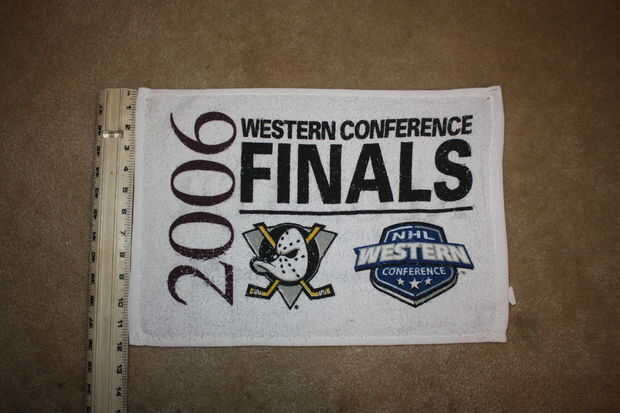 2006
WESTERN CONFERENCE
FINALS
NHL
WESTERN
CONFERENCE